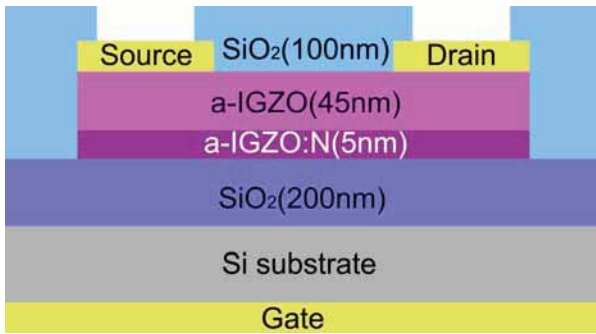 Source SiO₂(100nm) Drain
a-IGZO(45nm)
a-IGZO:N(5nm)
SiO₂(200nm)
Si substrate
Gate